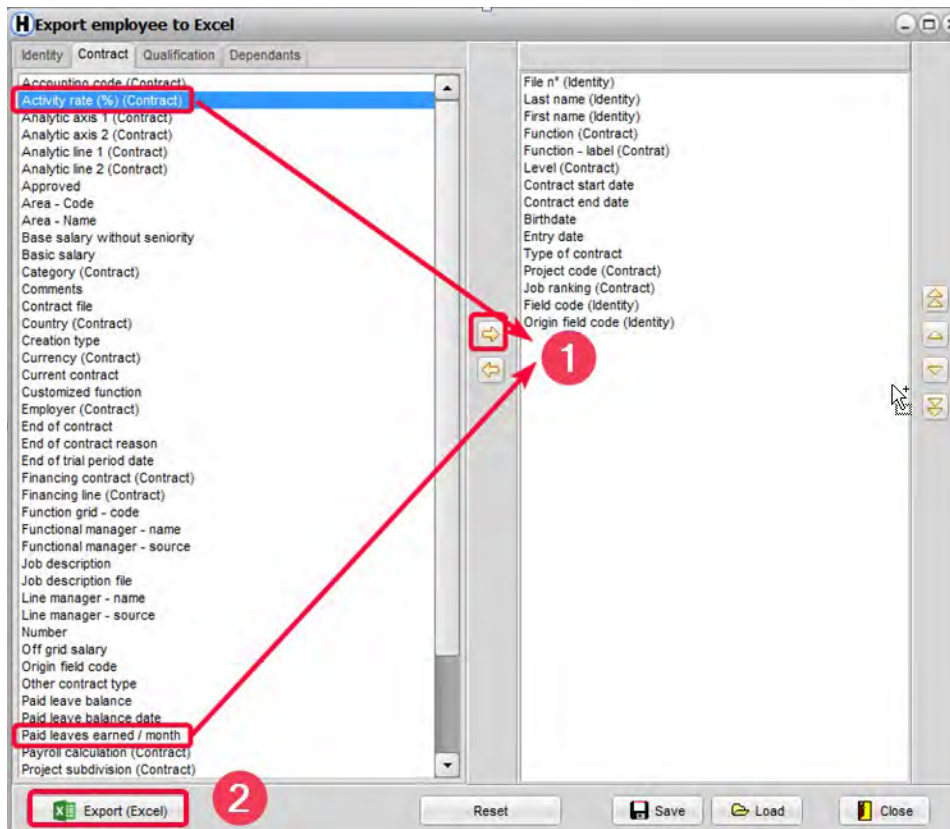 H Export employee to Excel
Identity Contract Qualification Dependants
Accounting code (Contract)
Activity rate (%) (Contract)
Analytic axis 1 (Contract)
Analytic axis 2 (Contract)
Analytic line 1 (Contract)
Analytic line 2 (Contract)
Approved
Area - Code
Area - Name
Base salary without seniority
Basic salary
Category (Contract)
Comments
Contract file
Country (Contract)
Creation type
Currency (Contract)
Current contract
Customized function
Employer (Contract)
End of contract
End of contract reason
End of trial period date
Financing contract (Contract)
Financing line (Contract)
Function grid - code
Functional manager - name
Functional manager - source
Job description
Job description file
Line manager - name
Line manager - source
Number
Off grid salary
Origin field code
Other contract type
Paid leave balance
Paid leave balance date
Paid leaves earned / month
Payroll calculation (Contract)
Project subdivision (Contract)
File n° (Identity)
Last name (Identity)
First name (Identity)
Function (Contract)
Function - label (Contrat)
Level (Contract)
Contract start date
Contract end date
Birthdate
Entry date
Type of contract
Project code (Contract)
Job ranking (Contract)
Field code (Identity)
Origin field code (Identity)
1
Export (Excel)
2
Reset
Save
Load
Close